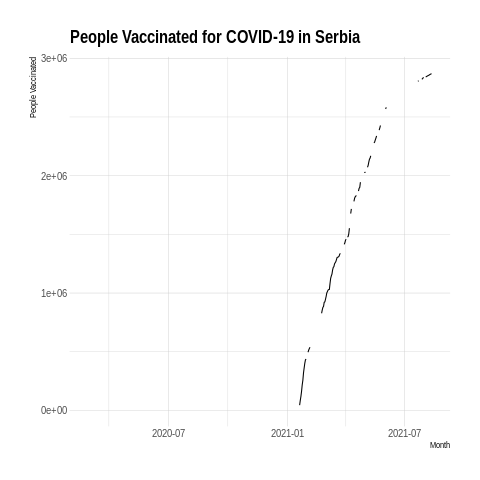 People Vaccinated for COVID-19 in Serbia
People Vaccinated
3e+06
2e+06
1e+06
0e+00
2020-07
2021-01
2021-07
Month